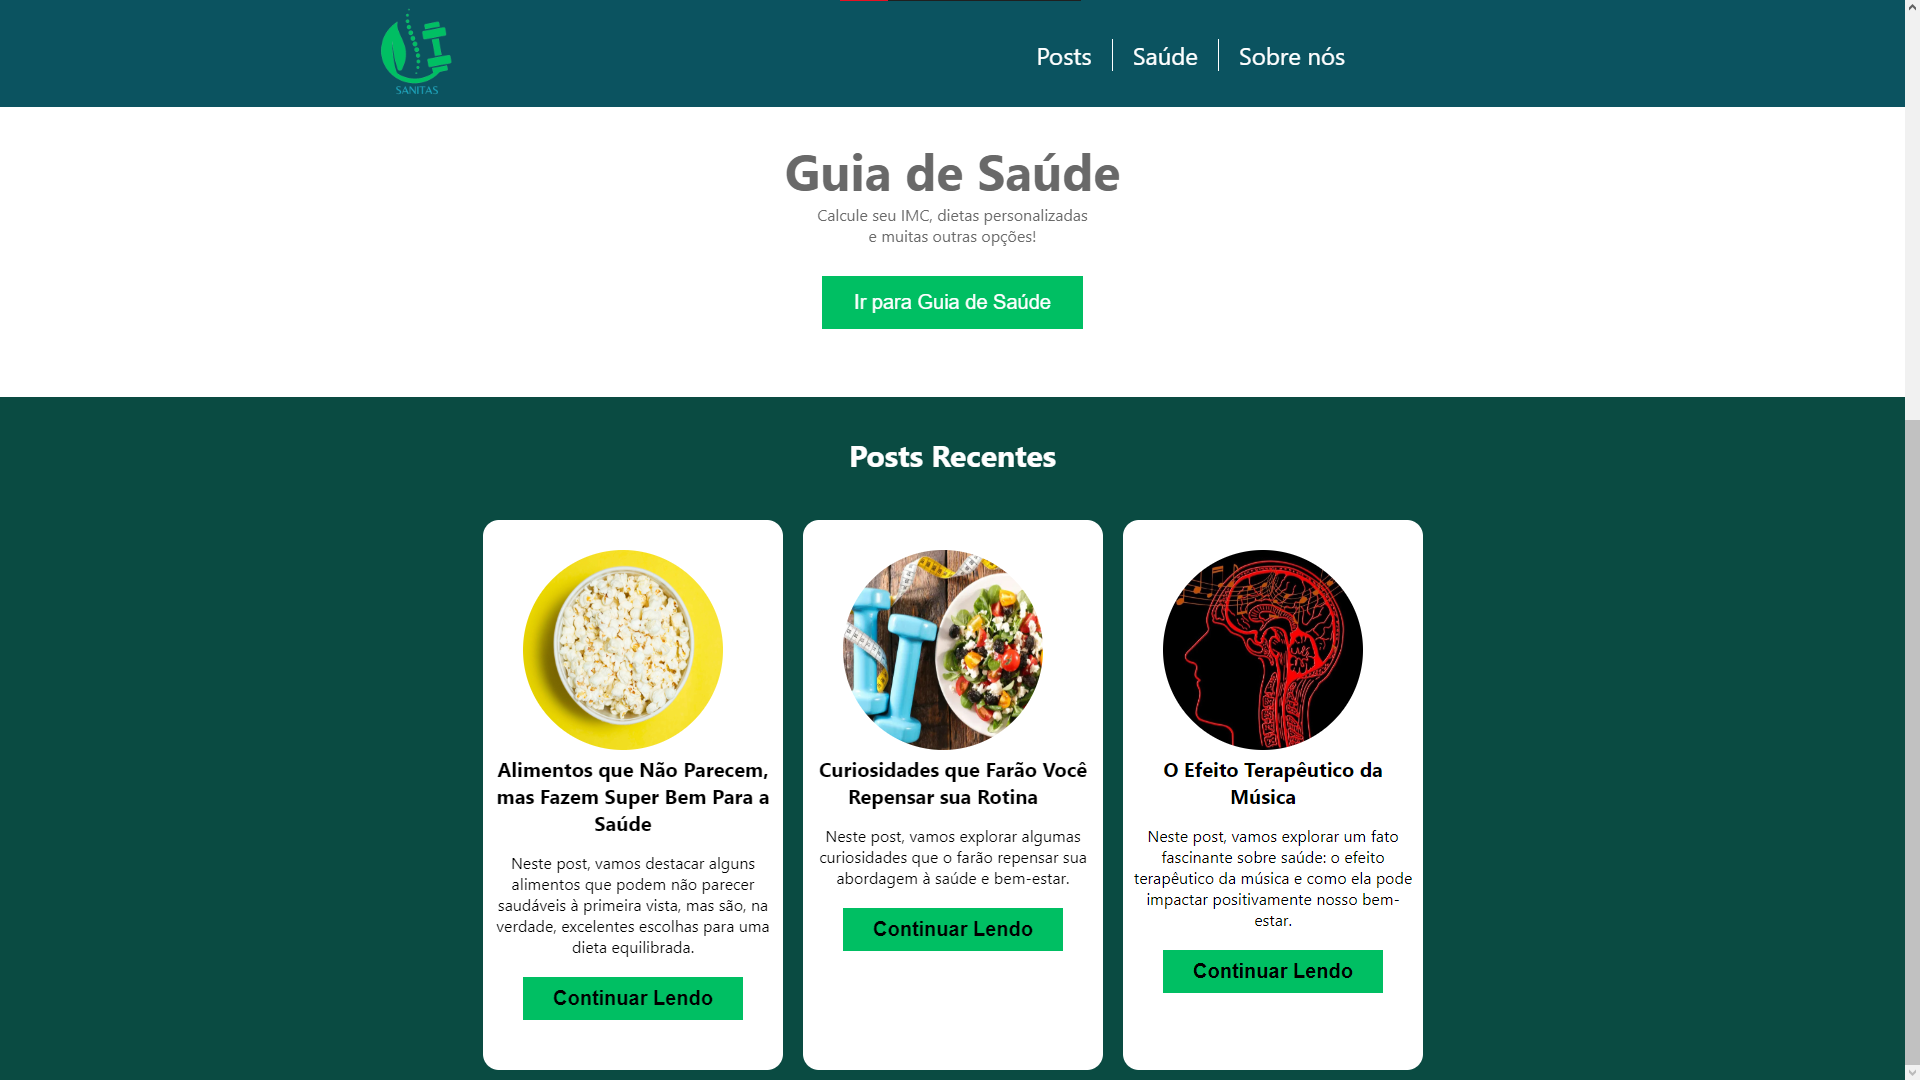 SANITAS
Posts
Saúde
Sobre nós
Guia de Saúde
Calcule seu IMC, dietas personalizadas
e muitas outras opções!
Ir para Guia de Saúde
Posts Recentes
Alimentos que Não Parecem,
mas Fazem Super Bem Para a
Saúde
Neste post, vamos destacar alguns
alimentos que podem não parecer
saudáveis à primeira vista, mas são, na
verdade, excelentes escolhas para uma
dieta equilibrada.
Continuar Lendo
Curiosidades que Farão Você
Repensar sua Rotina
Neste post, vamos explorar algumas
curiosidades que o farão repensar sua
abordagem à saúde e bem-estar.
Continuar Lendo
O Efeito Terapêutico da
Música
Neste post, vamos explorar um fato
fascinante sobre saúde: o efeito
terapêutico da música e como ela pode
impactar positivamente nosso bem-
estar.
Continuar Lendo